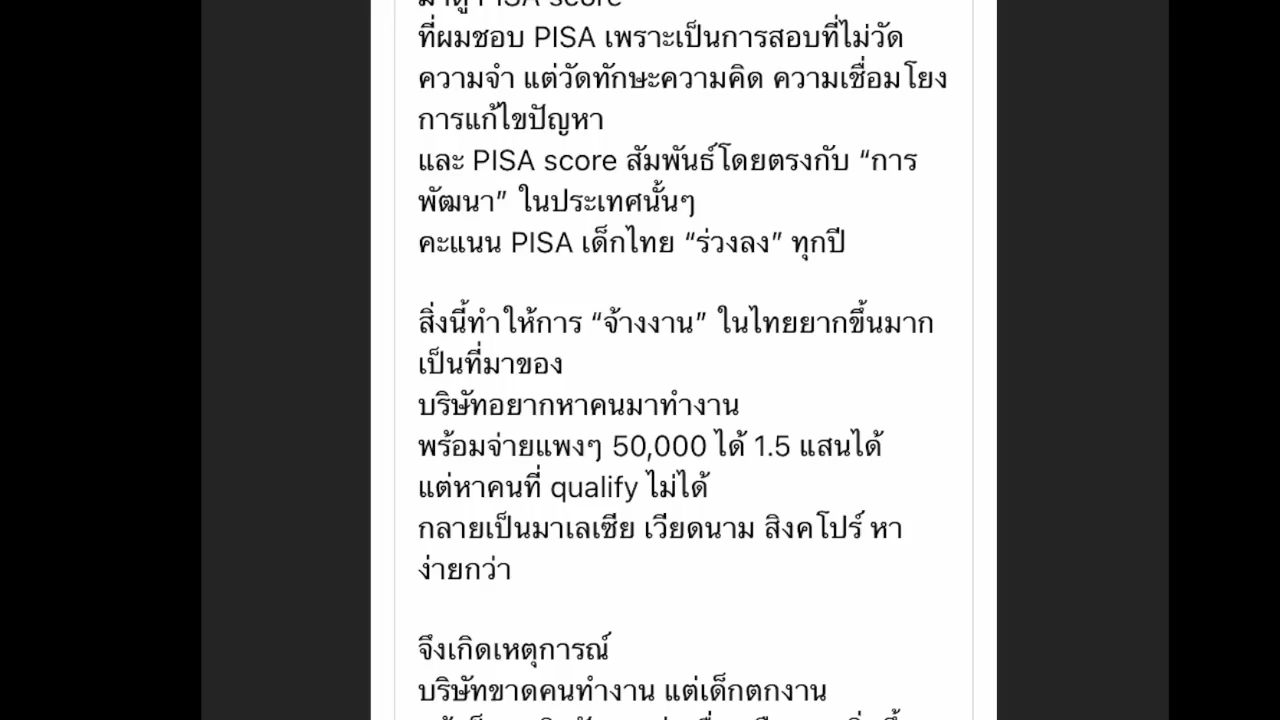 มาดู PISA score
ที่ผมชอบ PISA เพราะเป็นการสอบที่ไม่วัด
ความจำ แต่วัดทักษะความคิด ความเชื่อมโยง
การแก้ไขปัญหา
และ PISA score สัมพันธ์โดยตรงกับ “การ
พัฒนา” ในประเทศนั้นๆ
คะแนน PISA เด็กไทย “ร่วงลง” ทุกปี
สิ่งนี้ทำให้การ “จ้างงาน” ในไทยยากขึ้นมาก
เป็นที่มาของ
บริษัทอยากหาคนมาทำงาน
พร้อมจ่ายแพงๆ 50,000 ได้ 1.5 แสนได้
แต่หาคนที่ qualify ไม่ได้
กลายเป็นมาเลเซีย เวียดนาม สิงคโปร์ หา
ง่ายกว่า
จึงเกิดเหตุการณ์
บริษัทขาดคนทำงาน แต่เด็กตกงาน